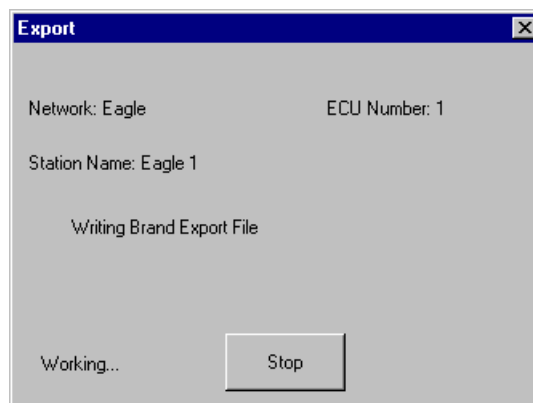 Export
Network: Eagle ECU Number: 1
Station Name: Eagle 1
Writing Brand Export File
Working... Stop